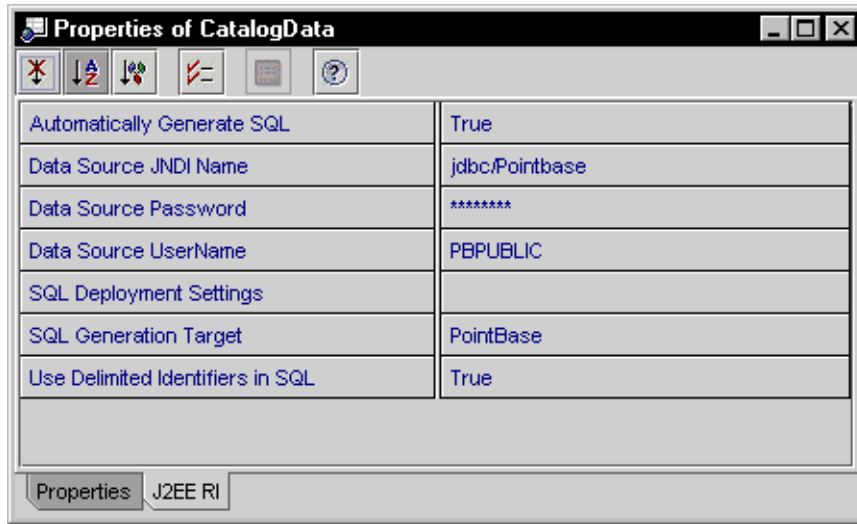 Properties of CatalogData
Automatically Generate SQL True
Data Source JNDI Name jdbc/Pointbase
Data Source Password ********
Data Source UserName PBPUBLIC
SQL Deployment Settings
SQL Generation Target PointBase
Use Delimited Identifiers in SQL True
Properties J2EE RI